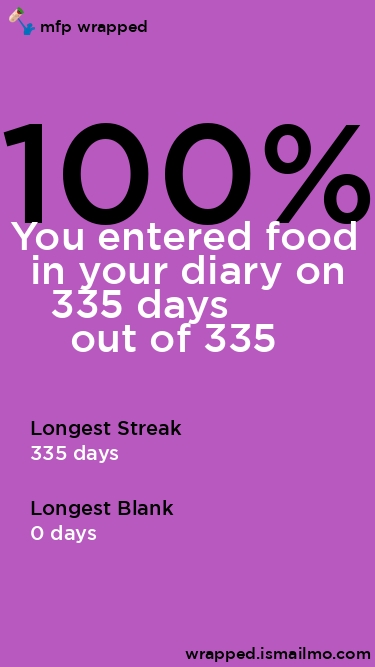 mfp wrapped
100%
You entered food
in your diary on
335 days
out of 335
Longest Streak
335 days
Longest Blank
0 days
wrapped.ismailmo.com